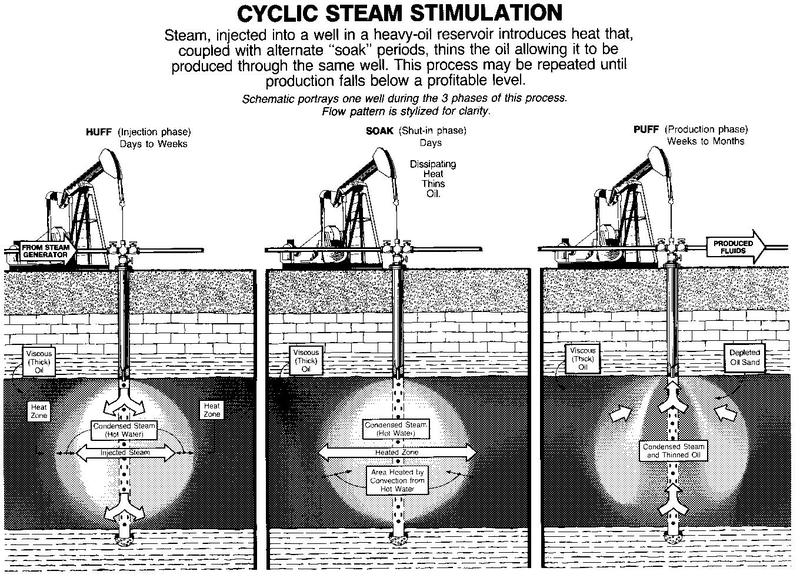 CYCLIC STEAM STIMULATION
Steam, injected into a well in a heavy-oil reservoir introduces heat that,
coupled with alternate "soak" periods, thins the oil allowing it to be
produced through the same well. This process may be repeated until
production falls below a profitable level.
Schematic portrays one well during the 3 phases of this process.
Flow pattern is stylized for clarity.
HUFF (Injection phase)
Days to Weeks
FROM STEAM
GENERATOR
Viscous
(Thick)
Oil
Heat
Zone
Heat
Zone
Condensed Steam
(Hot Water)
Injected Steam
SOAK (Shut-in phase)
Days
Dissipating
Heat
Thins
Oil.
Viscous
(Thick)
Oil
Condensed Steam
(Hot Water)
Heated Zone
Area Heated by
Convection from
Hot Water
PUFF (Production phase)
Weeks to Months
PRODUCED
FLUIDS
Viscous
(Thick)
Oil
Depleted
Oil Sand
Condensed Steam
and Thinned Oil